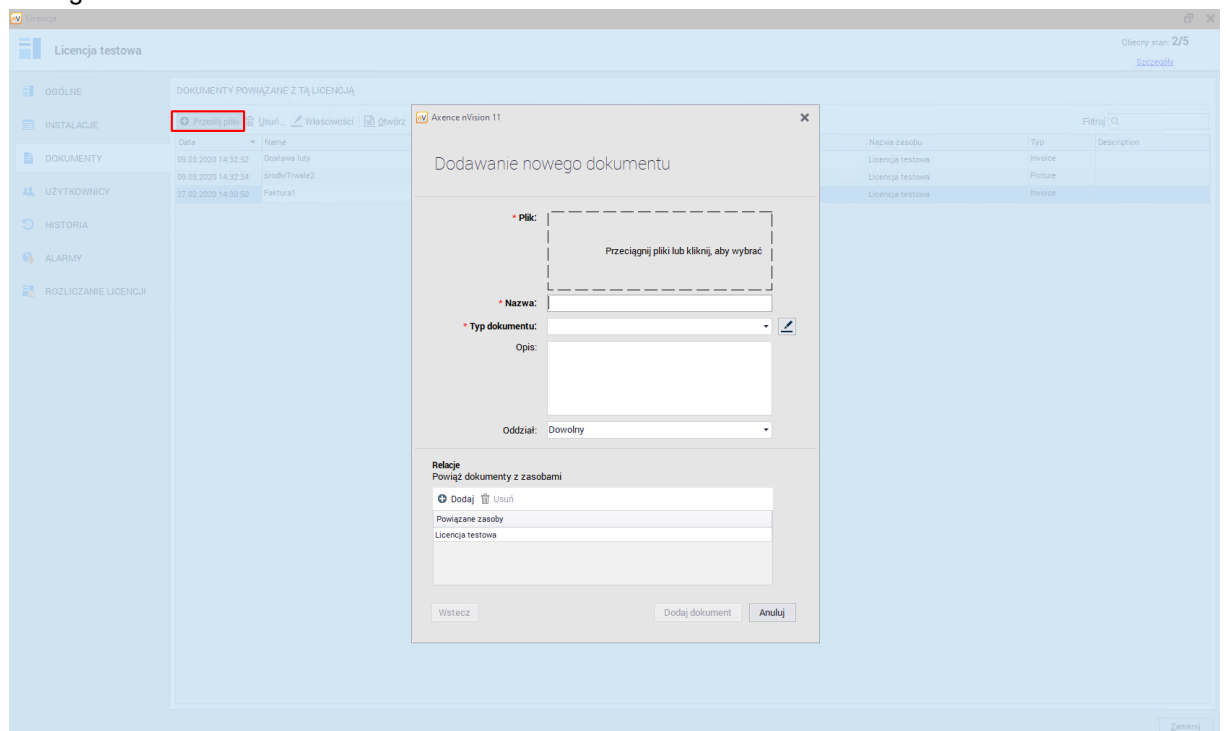 Licencja
Licencja testowa
Obecny stan: 2/5
Szczegóły
OGÓLNE
INSTALACJE
DOKUMENTY
UŻYTKOWNICY
HISTORIA
ALARMY
ROZLICZANIE LICENCJI
DOKUMENTY POWIĄZANE Z TĄ LICENCJĄ
Prześlij pliki Usuń... Właściwości Otwórz
Filtruj
Data Name Nazwa zasobu Typ Description
09.03.2020 14:32:52 Dostawa luty Licencja testowa Invoice
09.03.2020 14:32:24 srodkiTrwale2 Licencja testowa Picture
27.02.2020 14:30:50 Faktura1 Licencja testowa Invoice
Axence nVision 11
Dodawanie nowego dokumentu
* Plik:
Przeciągnij pliki lub kliknij, aby wybrać
* Nazwa:
* Typ dokumentu:
Opis:
Oddział: Dowolny
Relacje
Powiąż dokumenty z zasobami
Dodaj Usuń
Powiązane zasoby
Licencja testowa
Wstecz Dodaj dokument Anuluj
Zamknij